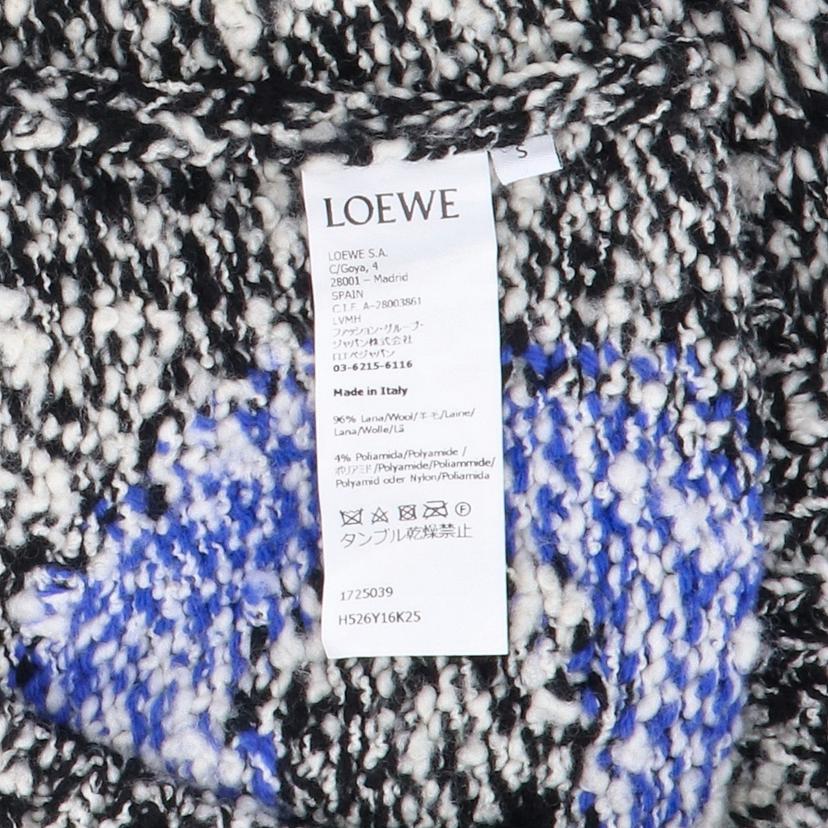 S
LOEWE
LOEWE S.A.
C/Goya, 4
28001 – Madrid
SPAIN
C.I.F. A-28003861
LVMH
ファッション・グループ・
ジャパン株式会社
ロエベジャパン
03-6215-6116
Made in Italy
96% Lana/Wool/羊毛/Laine/
Lana/Wolle/Lã
4% Poliamida/Polyamide /
ポリアミド/Polyamide/Poliammide/
Polyamid oder Nylon/Poliamida
F
タンブル乾燥禁止
1725039
H526Y16K25